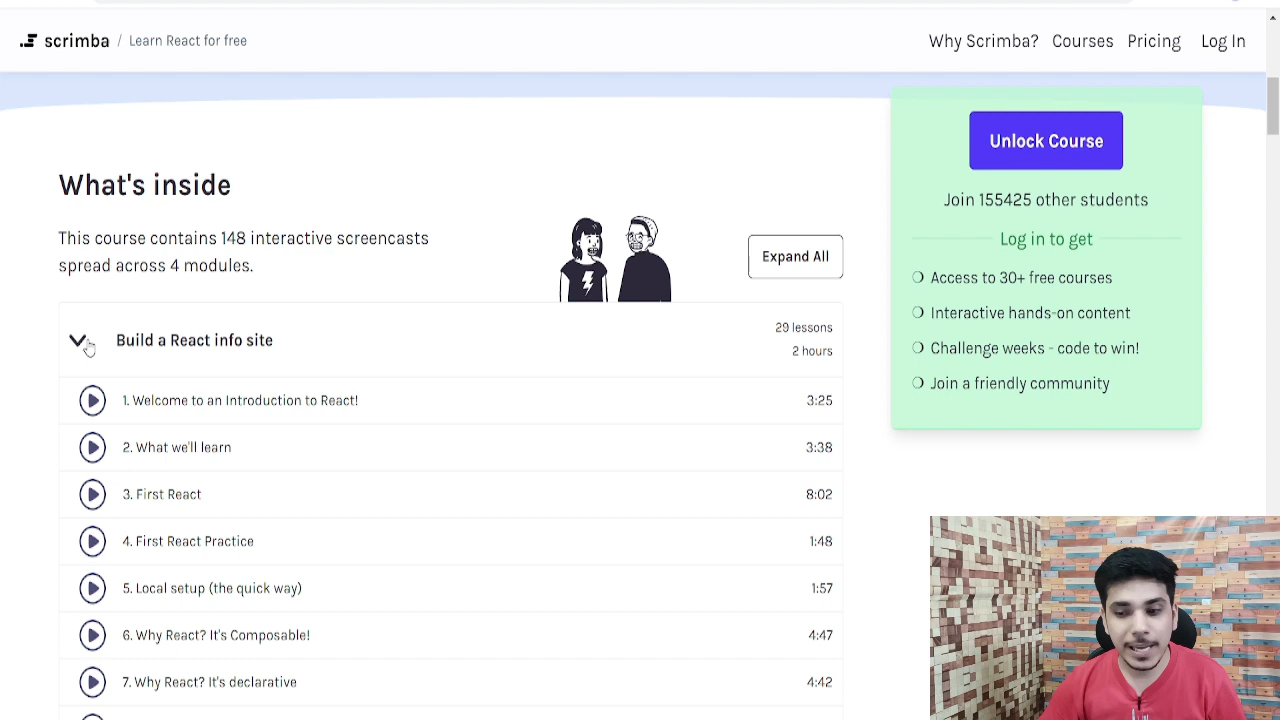 scrimba / Learn React for free
Why Scrimba? Courses Pricing Log In
What's inside
This course contains 148 interactive screencasts
spread across 4 modules.
Expand All
Build a React info site
29 lessons
2 hours
1. Welcome to an Introduction to React! 3:25
2. What we'll learn 3:38
3. First React 8:02
4. First React Practice 1:48
5. Local setup (the quick way) 1:57
6. Why React? It's Composable! 4:47
7. Why React? It's declarative 4:42
Unlock Course
Join 155425 other students
Log in to get
Access to 30+ free courses
Interactive hands-on content
Challenge weeks - code to win!
Join a friendly community